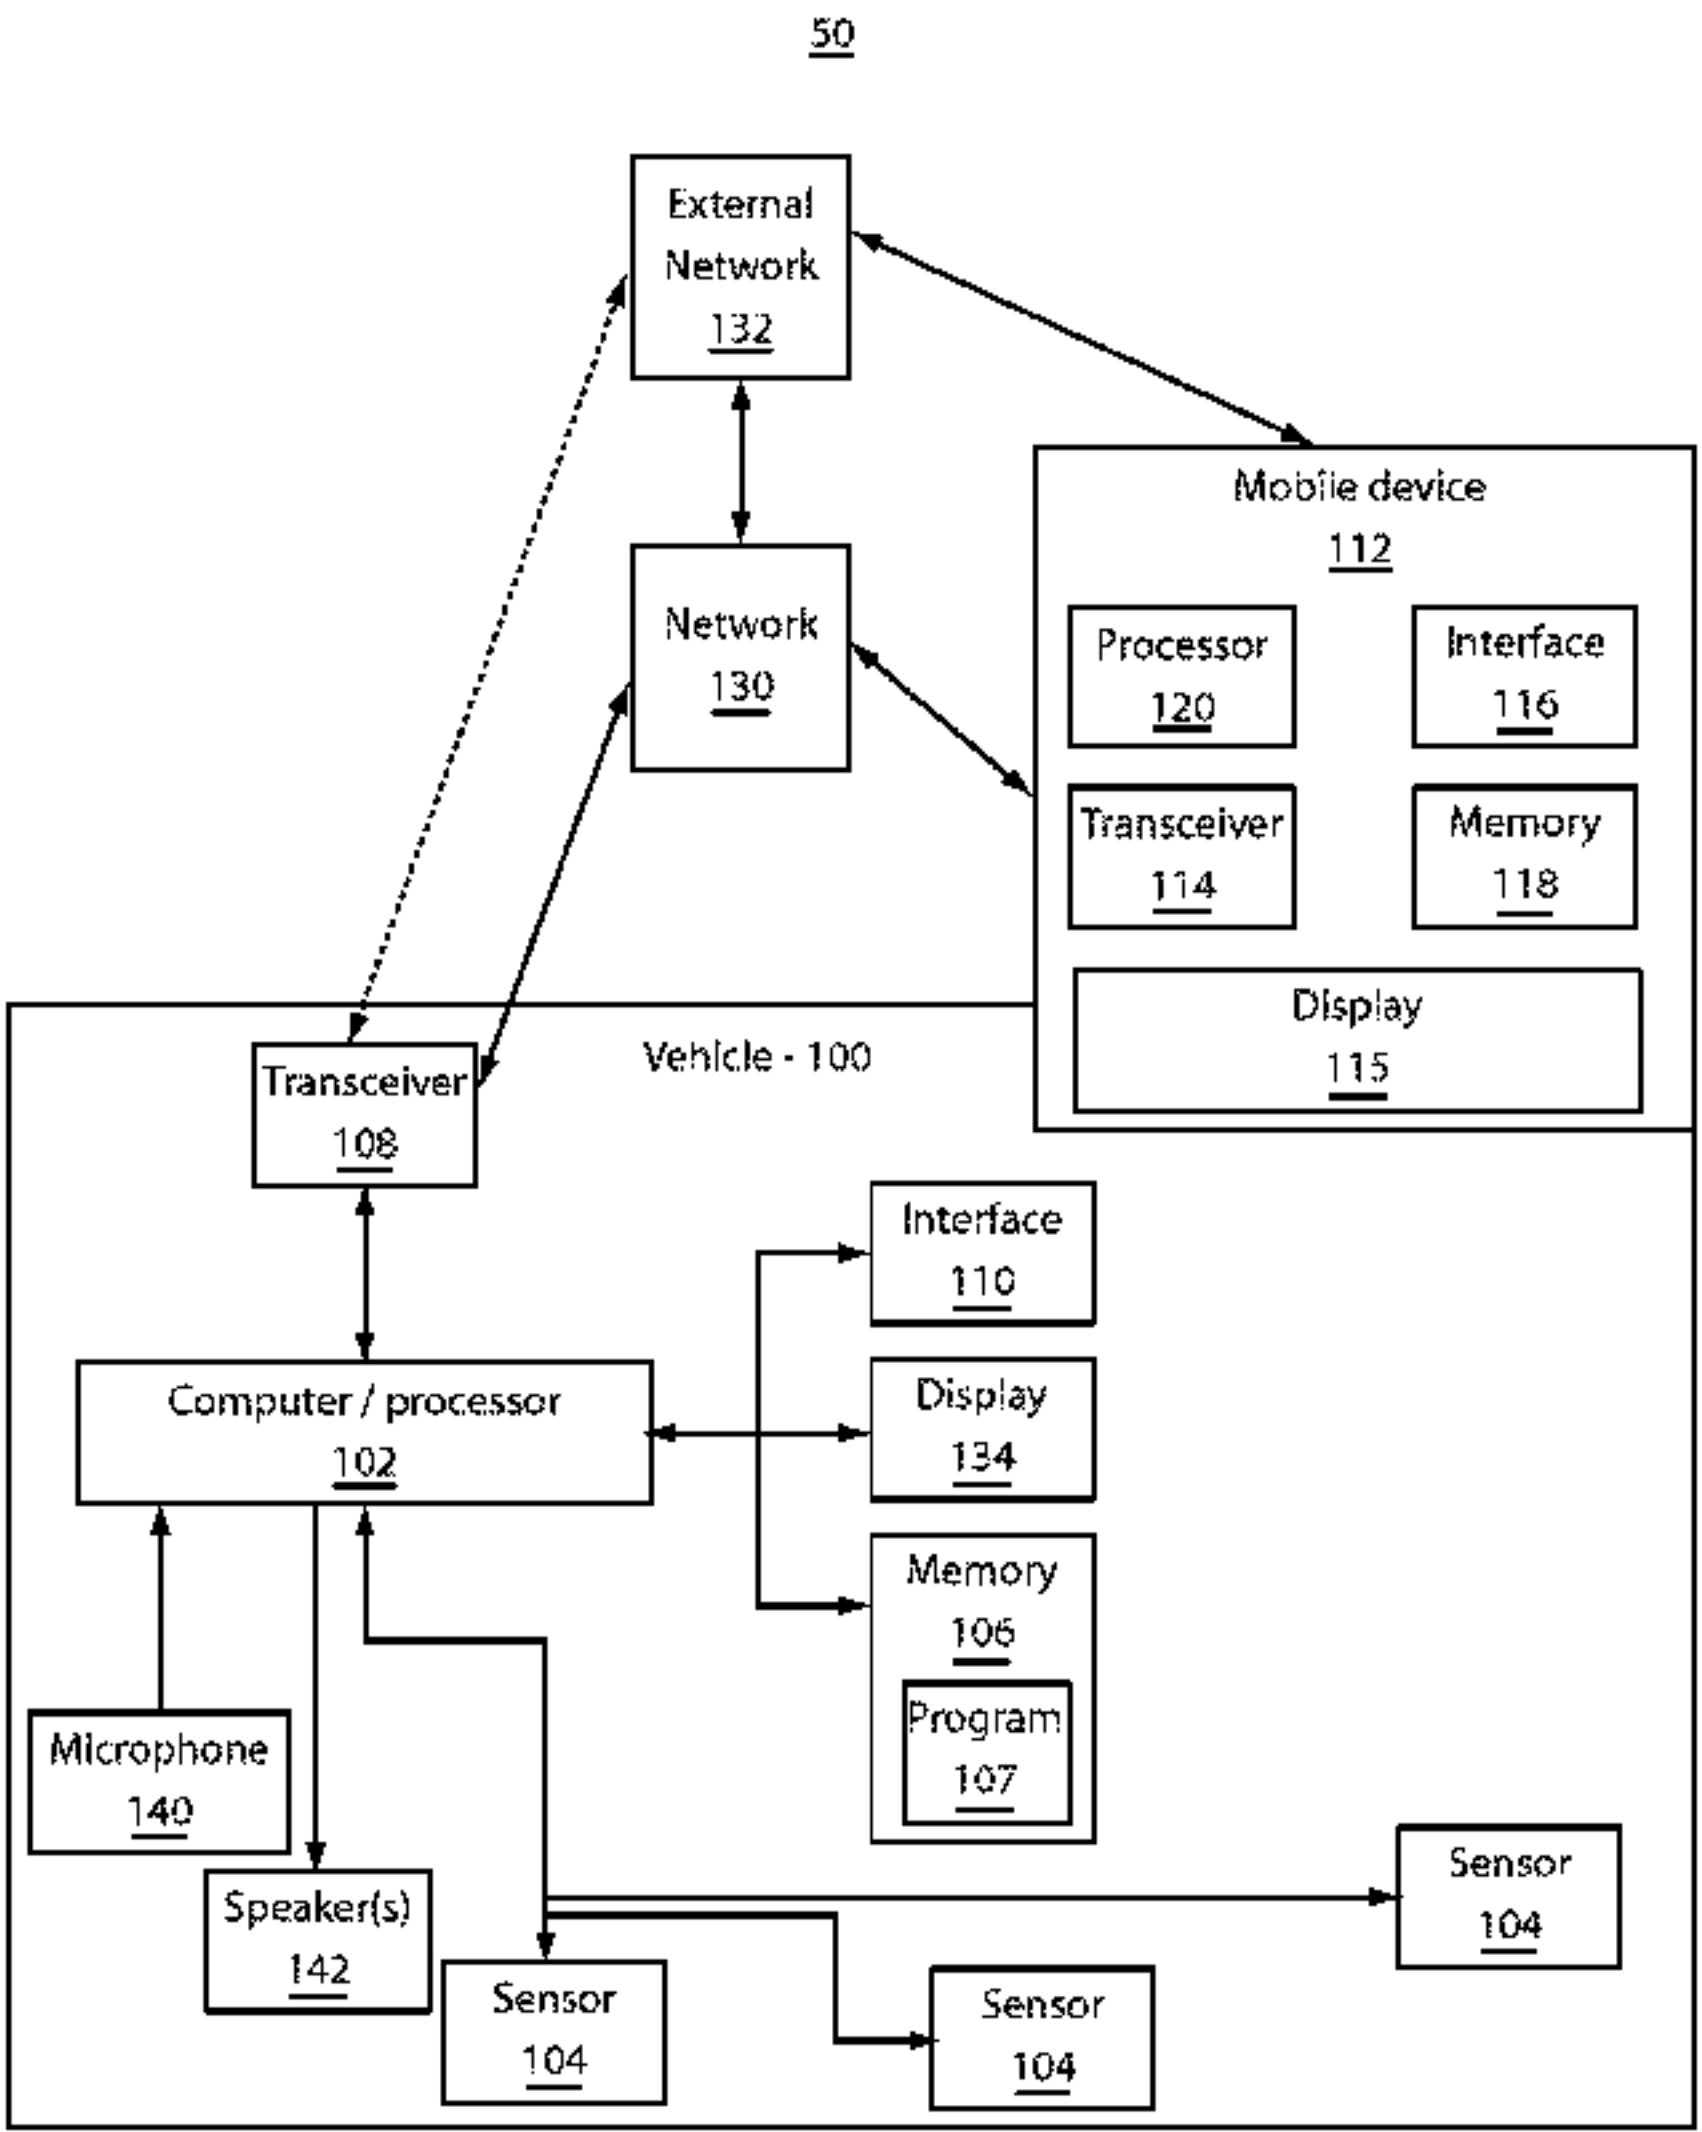 50
External
Network
132
Mobile device
112
Processor
120
Interface
116
Network
130
Transceiver
114
Memory
118
Display
115
Vehicle - 100
Transceiver
108
Interface
110
Computer / processor
102
Display
134
Memory
106
Program
107
Microphone
140
Speaker(s)
142
Sensor
104
Sensor
104
Sensor
104